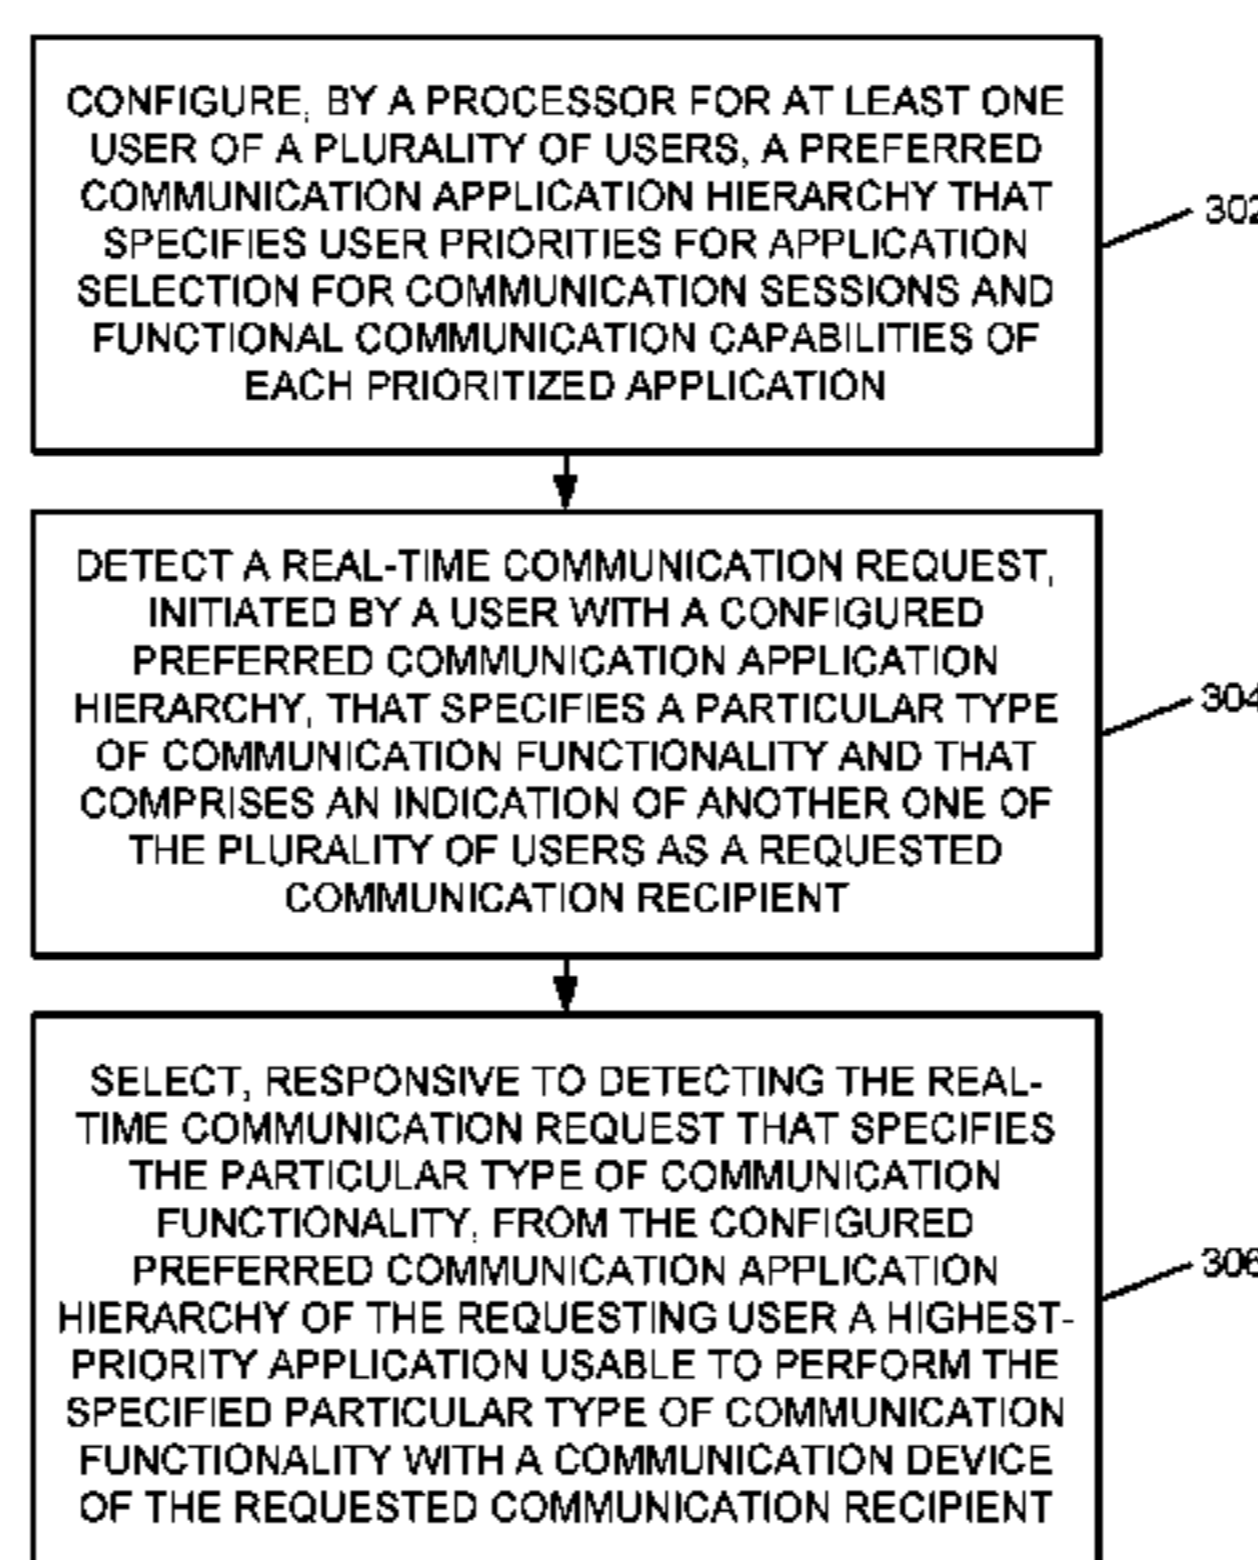 CONFIGURE, BY A PROCESSOR FOR AT LEAST ONE
USER OF A PLURALITY OF USERS, A PREFERRED
COMMUNICATION APPLICATION HIERARCHY THAT
SPECIFIES USER PRIORITIES FOR APPLICATION
SELECTION FOR COMMUNICATION SESSIONS AND
FUNCTIONAL COMMUNICATION CAPABILITIES OF
EACH PRIORITIZED APPLICATION
302
DETECT A REAL-TIME COMMUNICATION REQUEST,
INITIATED BY A USER WITH A CONFIGURED
PREFERRED COMMUNICATION APPLICATION
HIERARCHY, THAT SPECIFIES A PARTICULAR TYPE
OF COMMUNICATION FUNCTIONALITY AND THAT
COMPRISES AN INDICATION OF ANOTHER ONE OF
THE PLURALITY OF USERS AS A REQUESTED
COMMUNICATION RECIPIENT
304
SELECT, RESPONSIVE TO DETECTING THE REAL-
TIME COMMUNICATION REQUEST THAT SPECIFIES
THE PARTICULAR TYPE OF COMMUNICATION
FUNCTIONALITY, FROM THE CONFIGURED
PREFERRED COMMUNICATION APPLICATION
HIERARCHY OF THE REQUESTING USER A HIGHEST-
PRIORITY APPLICATION USABLE TO PERFORM THE
SPECIFIED PARTICULAR TYPE OF COMMUNICATION
FUNCTIONALITY WITH A COMMUNICATION DEVICE
OF THE REQUESTED COMMUNICATION RECIPIENT
306